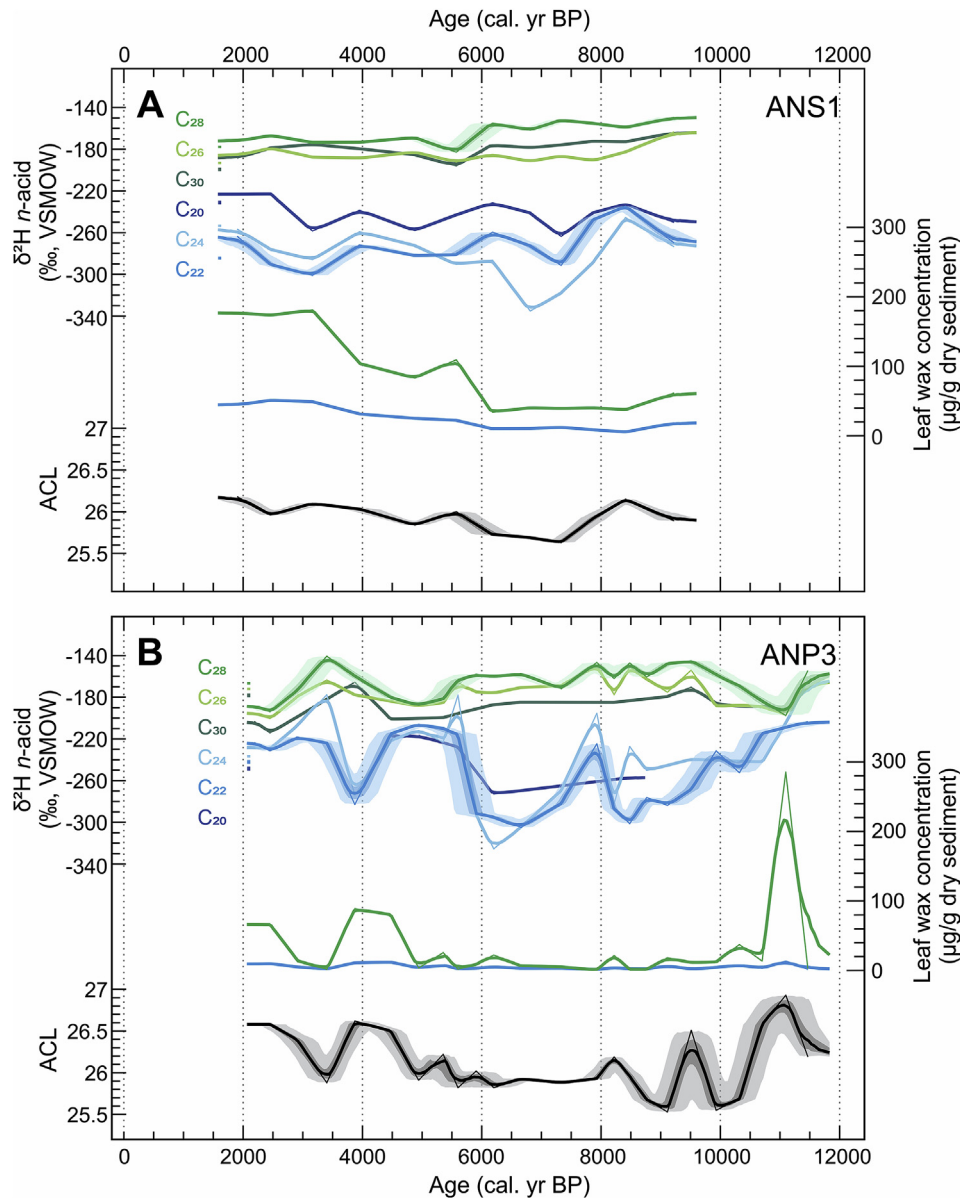 Age (cal. yr BP)
0 2000 4000 6000 8000 10000 12000
A
ANS1
-140
-180
-220
-260
-300
-340
δ²H n-acid
(‰, VSMOW)
C₂₈
C₂₆
C₃₀
C₂₀
C₂₄
C₂₂
300
200
100
0
Leaf wax concentration
(µg/g dry sediment)
27
26.5
26
25.5
ACL
B
ANP3
-140
-180
-220
-260
-300
-340
δ²H n-acid
(‰, VSMOW)
C₂₈
C₂₆
C₃₀
C₂₄
C₂₂
C₂₀
300
200
100
0
Leaf wax concentration
(µg/g dry sediment)
27
26.5
26
25.5
ACL
0 2000 4000 6000 8000 10000 12000
Age (cal. yr BP)